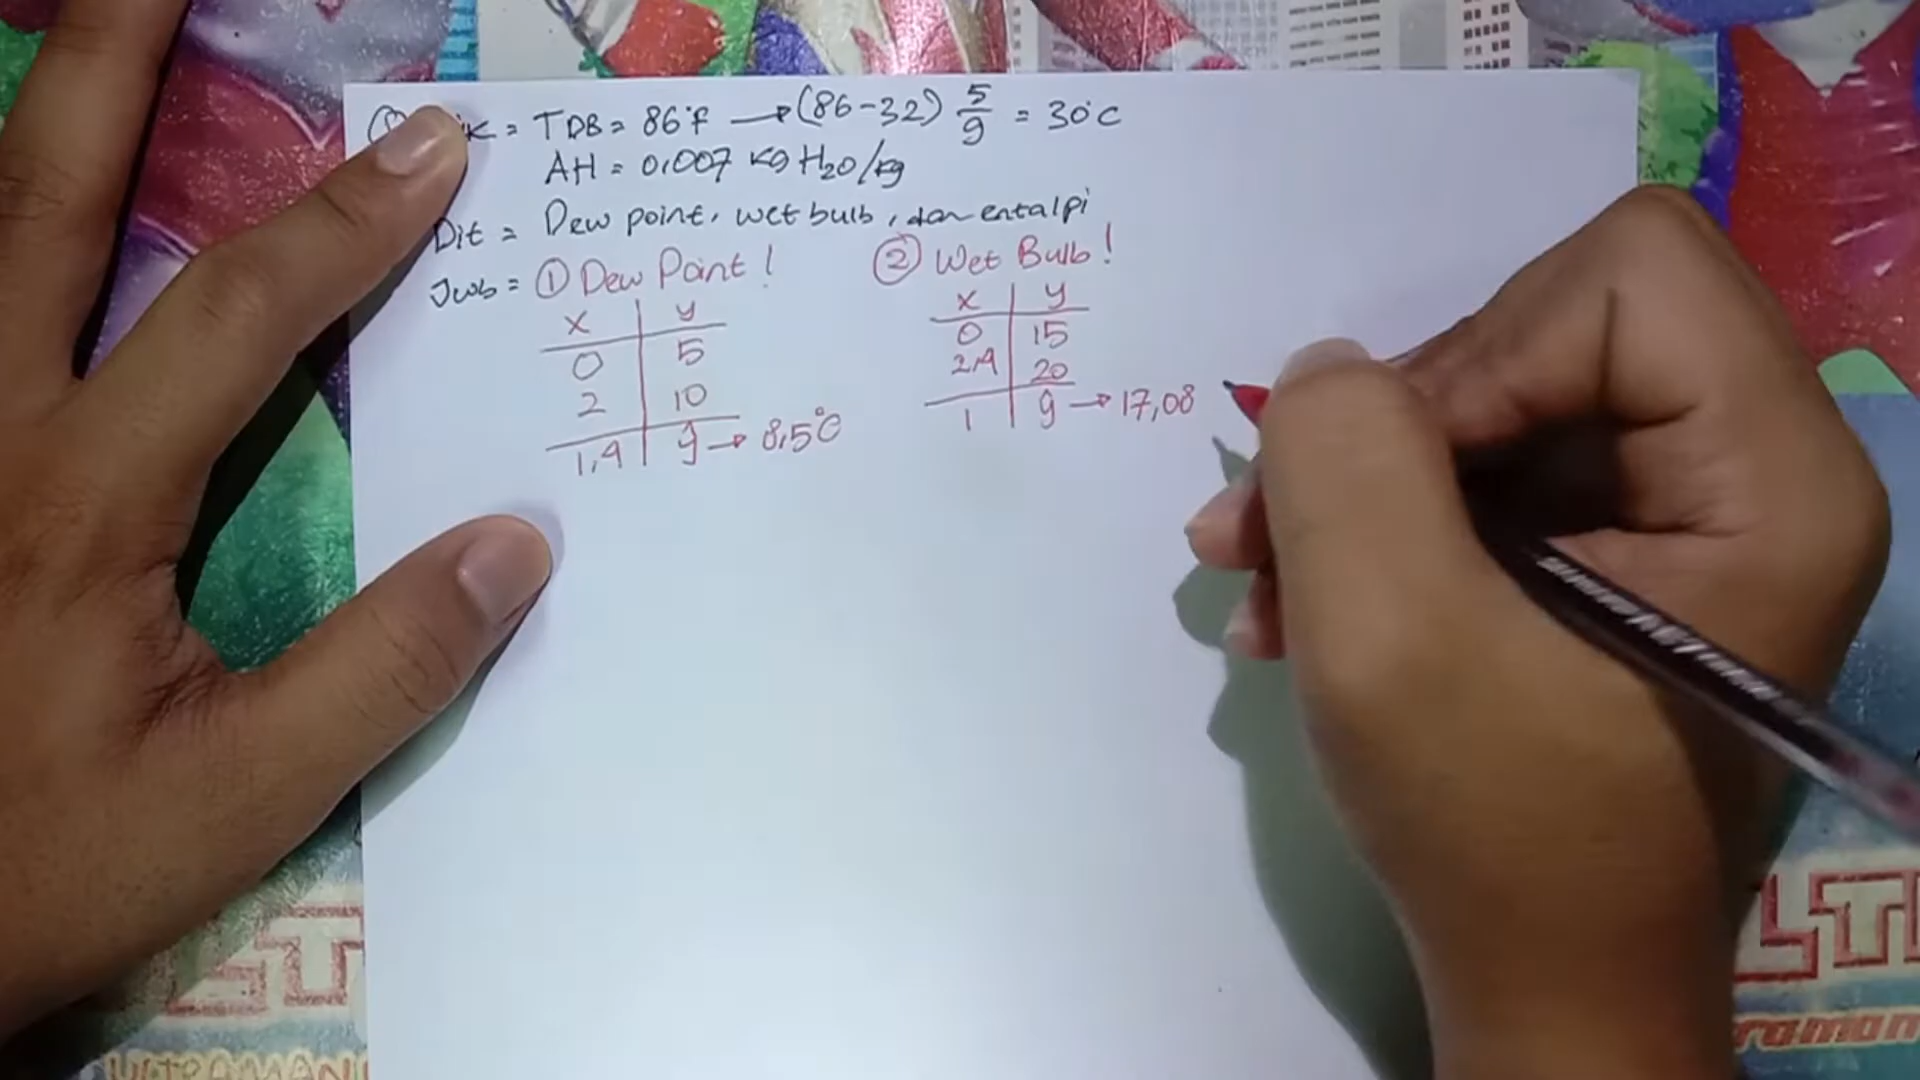 = TDB = 86°F → (86-32) 5/9 = 30°C
AH = 0,007 kg H₂O/kg
Dit = Dew point, wet bulb, dan entalpi
Jwb = ① Dew Point !
x | y
0 | 5
2 | 10
1,4 | ŷ → 8,5°C
② Wet Bulb !
x | y
0 | 15
2,4 | 20
1 | ŷ → 17,08